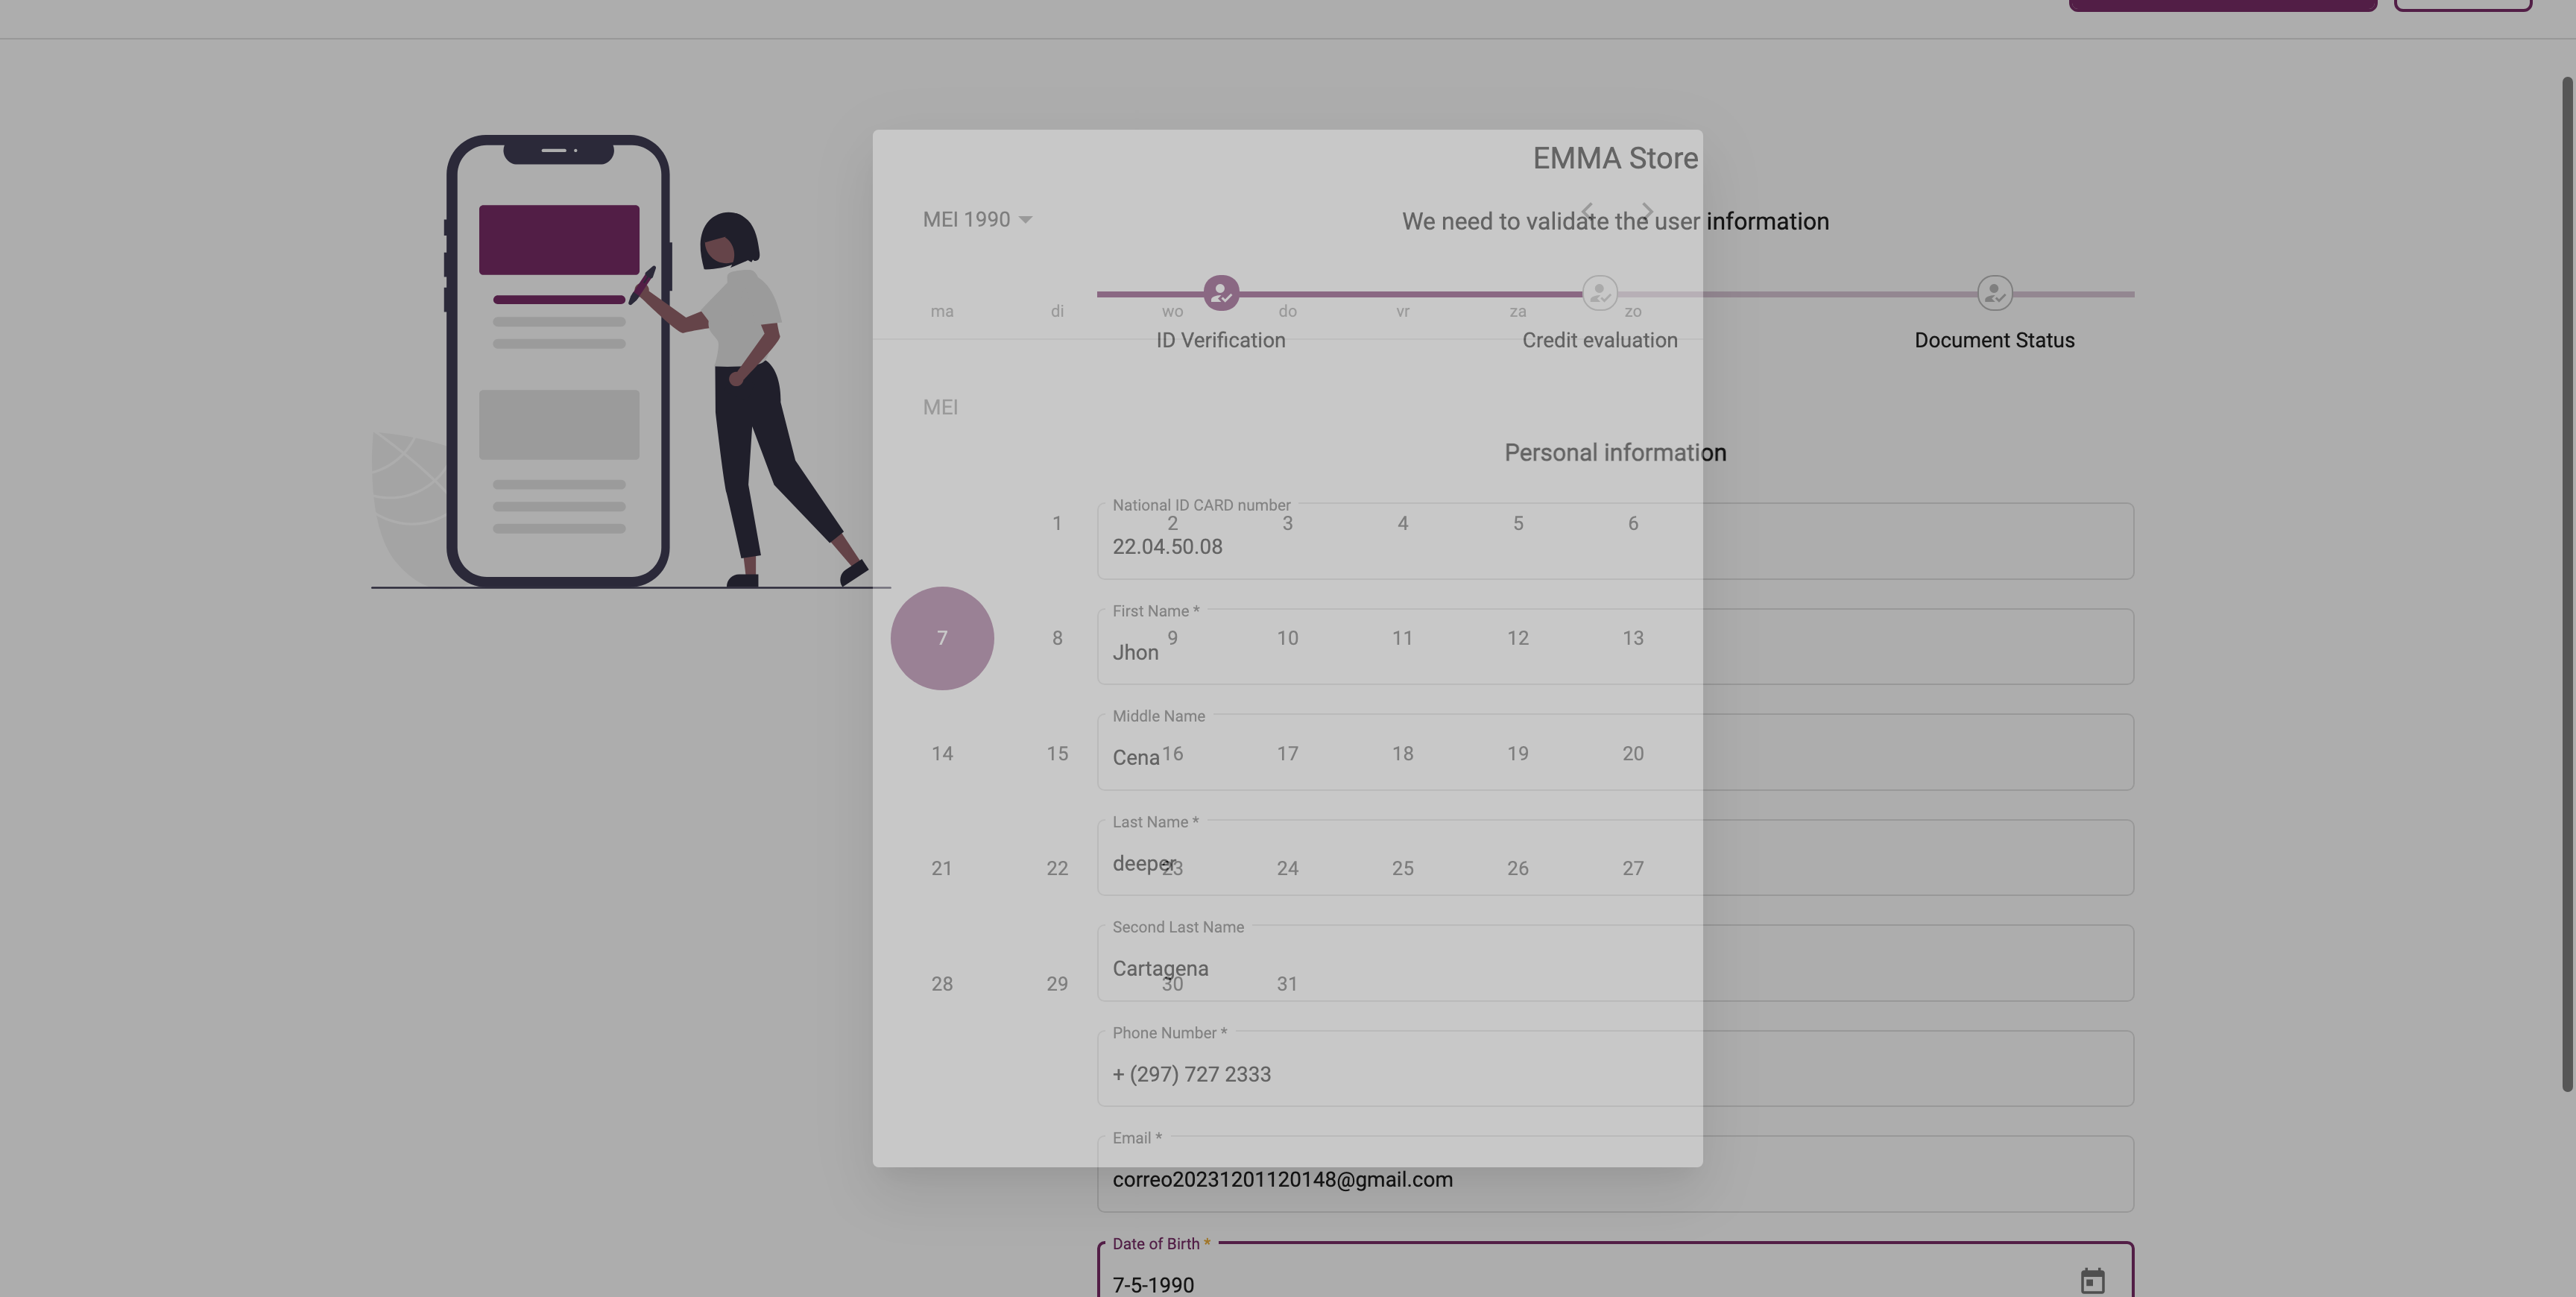 EMMA Store
MEI 1990
We need to validate the user information
ma di wo do vr za zo
ID Verification Credit evaluation Document Status
MEI
Personal information
National ID CARD number
1 2 3 4 5 6
22.04.50.08
First Name *
7 8 9 10 11 12 13
Jhon
Middle Name
14 15 16 17 18 19 20
Cena
Last Name *
deeper
21 22 23 24 25 26 27
Second Last Name
Cartagena
28 29 30 31
Phone Number *
+ (297) 727 2333
Email *
correo20231201120148@gmail.com
Date of Birth *
7-5-1990